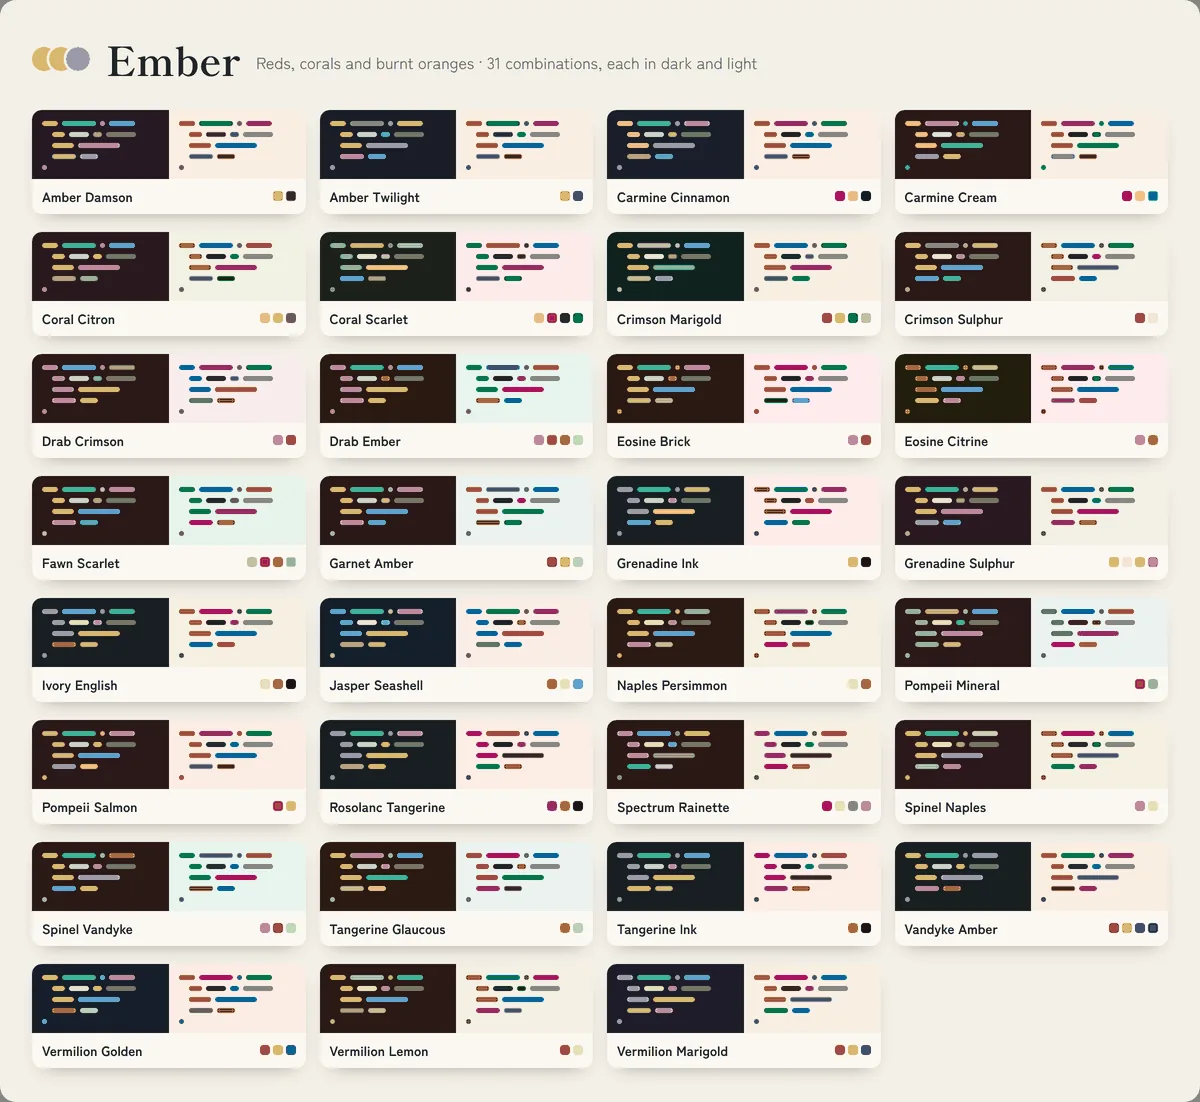 Ember
Reds, corals and burnt oranges · 31 combinations, each in dark and light
Amber Damson
Amber Twilight
Carmine Cinnamon
Carmine Cream
Coral Citron
Coral Scarlet
Crimson Marigold
Crimson Sulphur
Drab Crimson
Drab Ember
Eosine Brick
Eosine Citrine
Fawn Scarlet
Garnet Amber
Grenadine Ink
Grenadine Sulphur
Ivory English
Jasper Seashell
Naples Persimmon
Pompeii Mineral
Pompeii Salmon
Rosolanc Tangerine
Spectrum Rainette
Spinel Naples
Spinel Vandyke
Tangerine Glaucous
Tangerine Ink
Vandyke Amber
Vermilion Golden
Vermilion Lemon
Vermilion Marigold